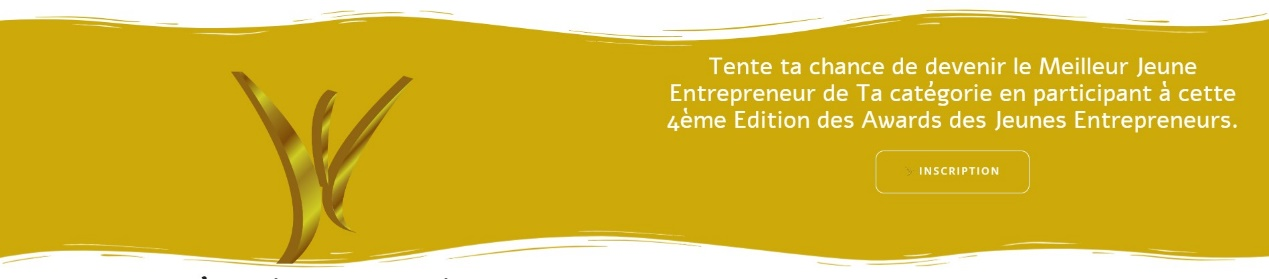 Tente ta chance de devenir le Meilleur Jeune
Entrepreneur de Ta catégorie en participant à cette
4ème Edition des Awards des Jeunes Entrepreneurs.
INSCRIPTION